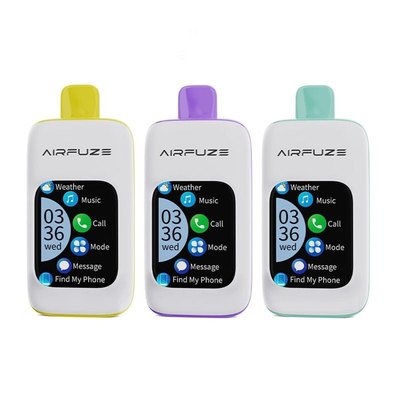 AIRFUZE
Weather
Music
03
36
wed
Call
Mode
Message
Find My Phone
AIRFUZE
Weather
Music
03
36
wed
Call
Mode
Message
Find My Phone
AIRFUZE
Weather
Music
03
36
wed
Call
Mode
Message
Find My Phone